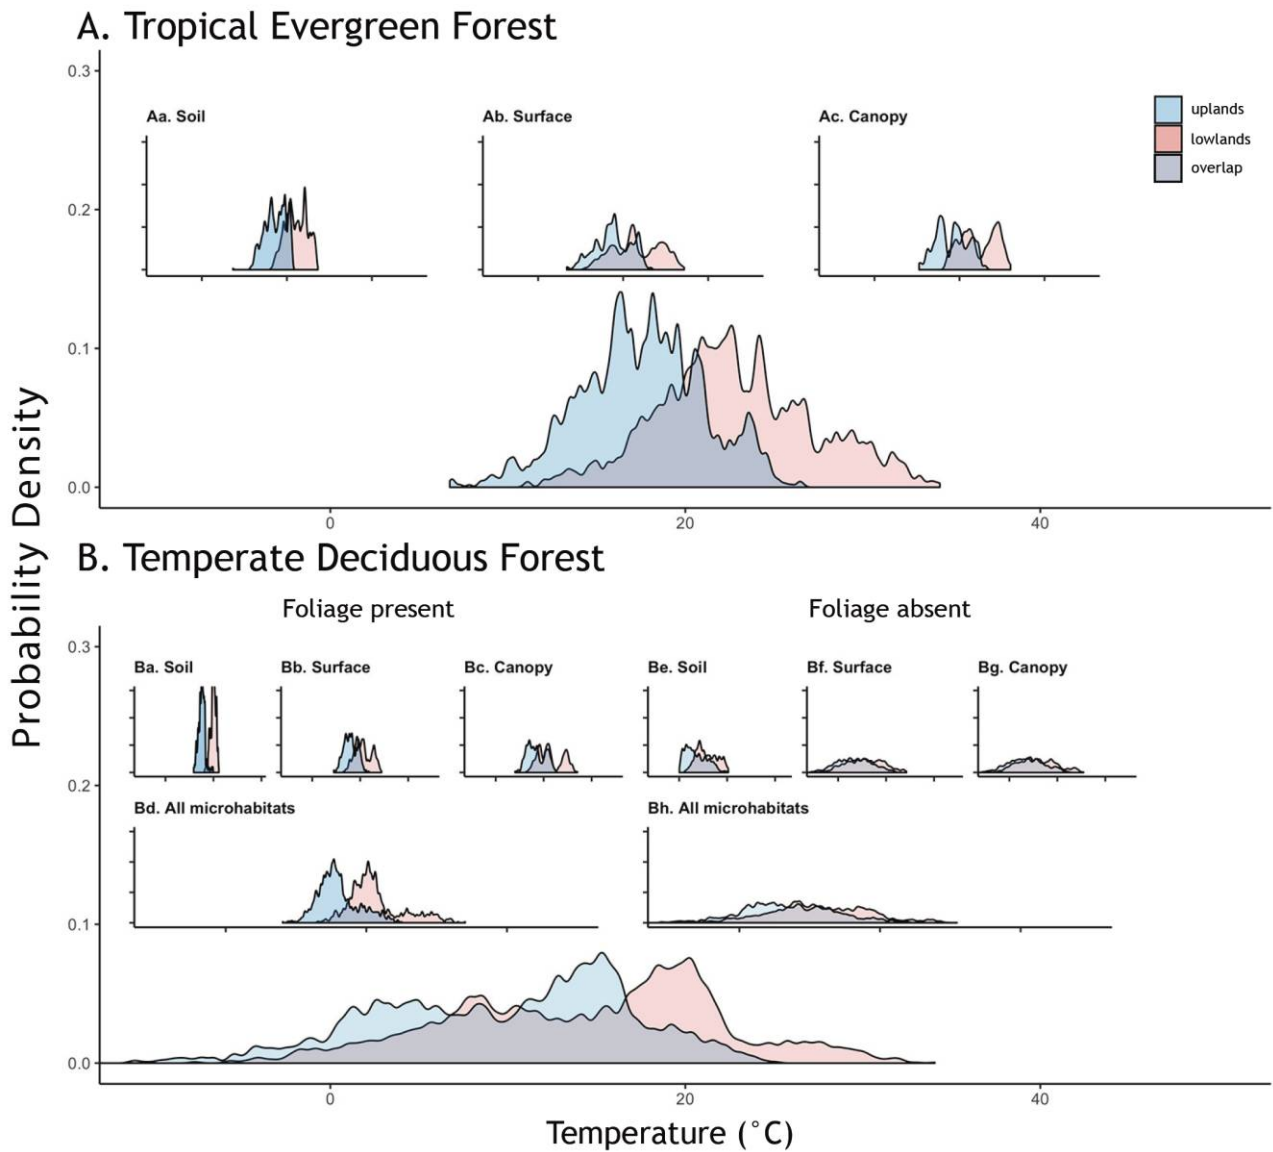 A. Tropical Evergreen Forest
0.3
Aa. Soil
Ab. Surface
Ac. Canopy
uplands
lowlands
overlap
0.2
0.1
0.0
0
20
40
Probability Density
B. Temperate Deciduous Forest
Foliage present
Foliage absent
0.3
Ba. Soil
Bb. Surface
Bc. Canopy
Be. Soil
Bf. Surface
Bg. Canopy
0.2
Bd. All microhabitats
Bh. All microhabitats
0.1
0.0
0
20
40
Temperature (°C)